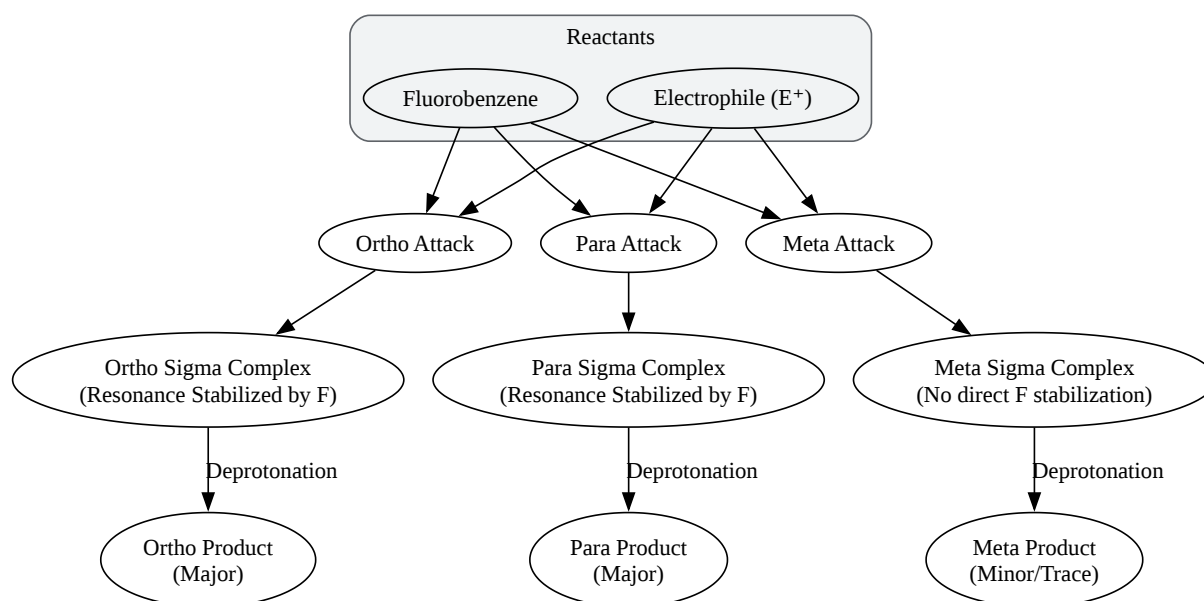 Reactants
Fluorobenzene
Electrophile (E⁺)
Ortho Attack
Para Attack
Meta Attack
Ortho Sigma Complex
(Resonance Stabilized by F)
Para Sigma Complex
(Resonance Stabilized by F)
Meta Sigma Complex
(No direct F stabilization)
Deprotonation
Deprotonation
Deprotonation
Ortho Product
(Major)
Para Product
(Major)
Meta Product
(Minor/Trace)